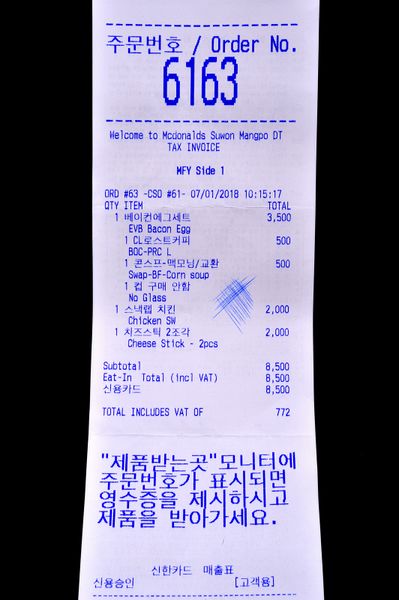 주문번호 / Order No.
6163
Welcome to Mcdonalds Suwon Mangpo DT
TAX INVOICE
MFY Side 1
ORD #63 -CSO #61- 07/01/2018 10:15:17
QTY ITEM TOTAL
1 베이컨에그세트 3,500
EVB Bacon Egg
1 CL로스트커피 500
BOC-PRC L
1 콘스프-맥모닝/교환 500
Swap-BF-Corn soup
1 컵 구매 안함
No Glass
1 스낵랩 치킨 2,000
Chicken SW
1 치즈스틱 2조각 2,000
Cheese Stick - 2pcs
Subtotal 8,500
Eat-In Total (incl VAT) 8,500
신용카드 8,500
TOTAL INCLUDES VAT OF 772
"제품받는곳"모니터에
주문번호가 표시되면
영수증을 제시하시고
제품을 받아가세요.
신한카드 매출표
신용승인 [고객용]